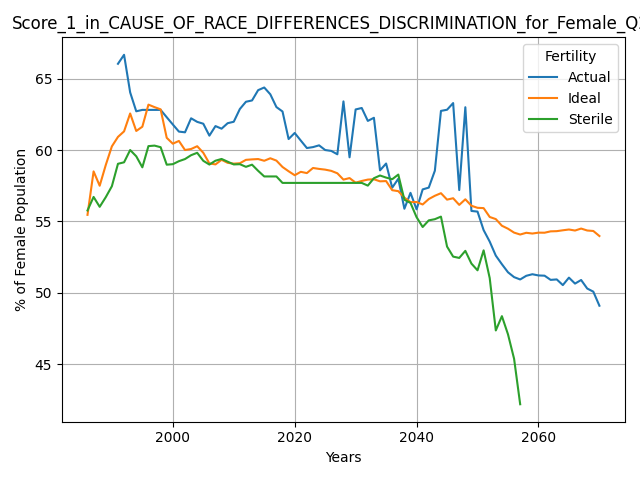 Score_1_in_CAUSE_OF_RACE_DIFFERENCES_DISCRIMINATION_for_Female_Q
Fertility
Actual
Ideal
Sterile
65
60
55
50
45
% of Female Population
2000
2020
2040
2060
Years